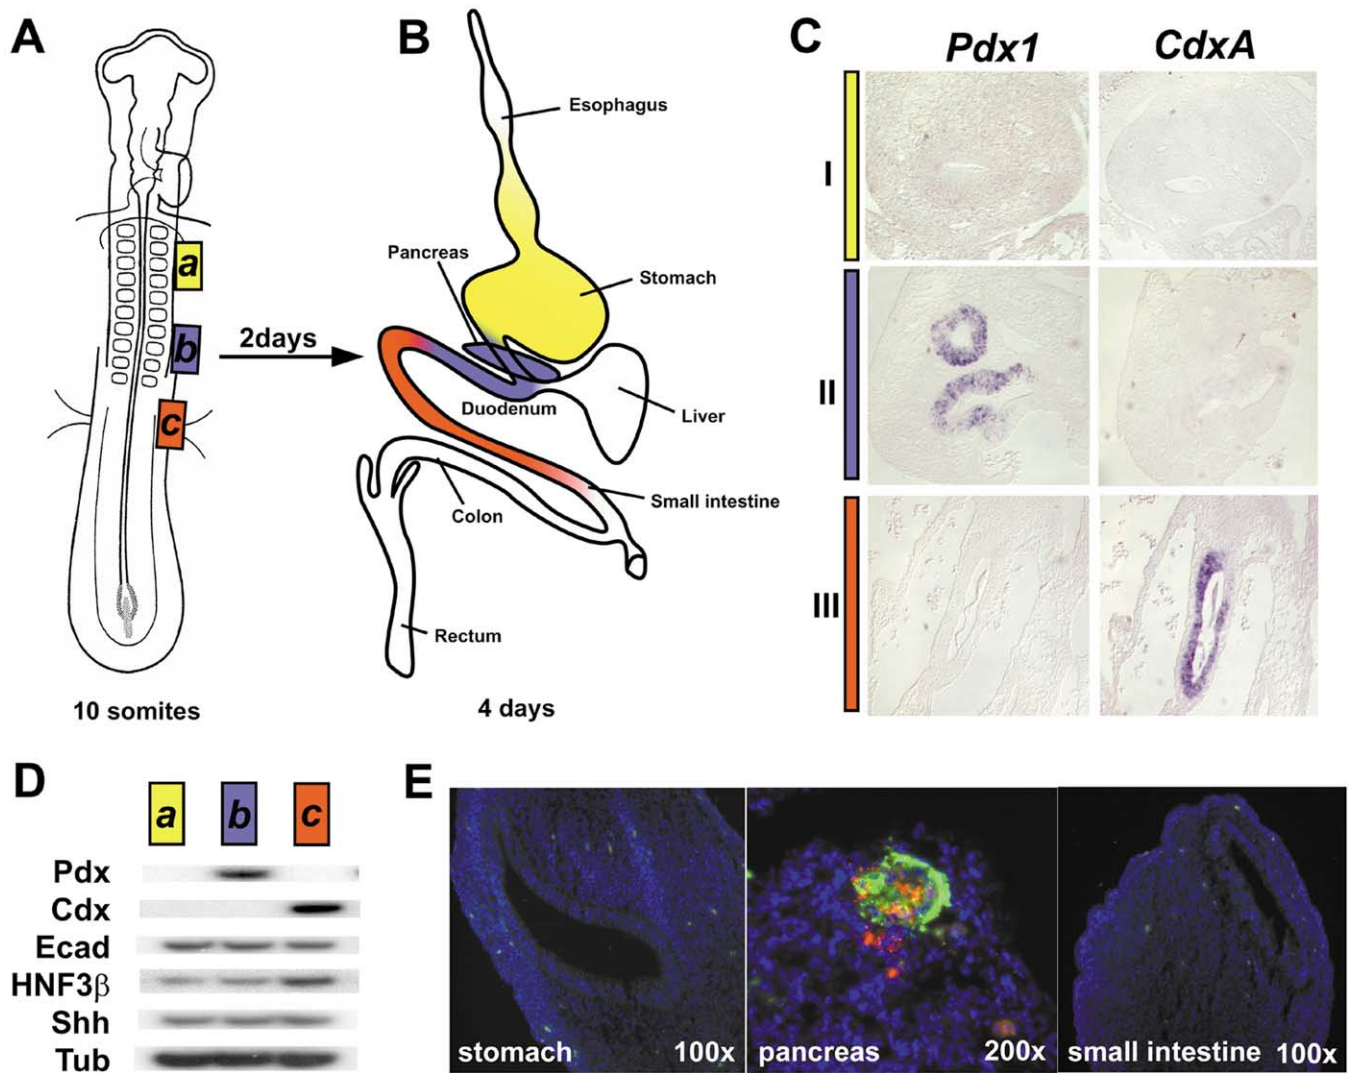 A
a
b
c
10 somites
2days
B
Esophagus
Pancreas
Stomach
Duodenum
Liver
Small intestine
Colon
Rectum
4 days
C
Pdx1 CdxA
I
II
III
D
a b c
Pdx
Cdx
Ecad
HNF3β
Shh
Tub
E
stomach 100x
pancreas 200x
small intestine 100x